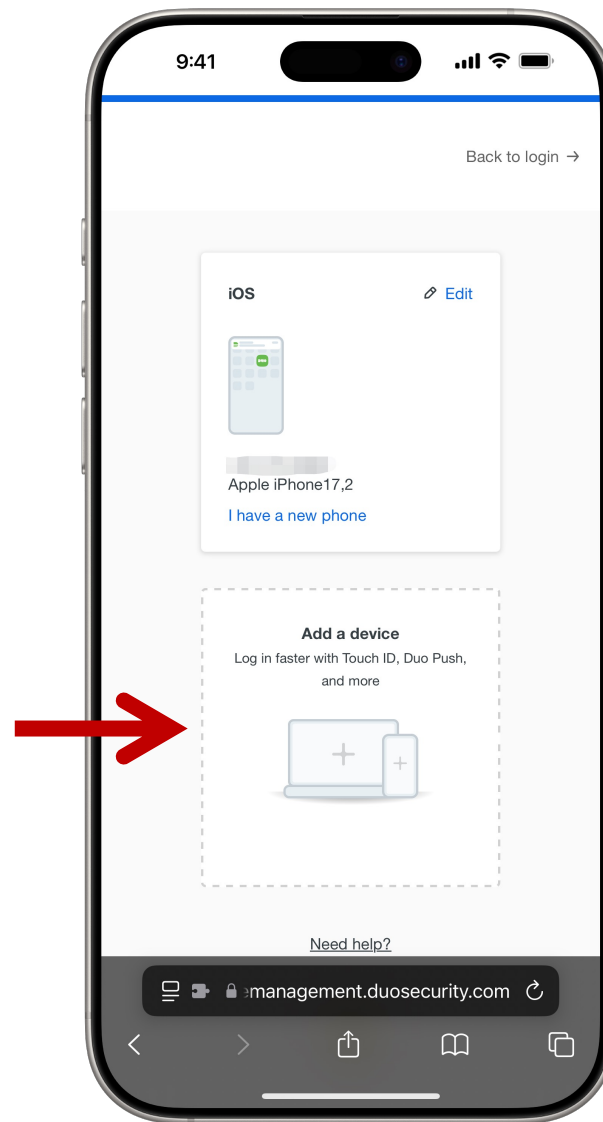 9:41
Back to login →
iOS
Edit
Apple iPhone17,2
I have a new phone
Add a device
Log in faster with Touch ID, Duo Push,
and more
Need help?
management.duosecurity.com